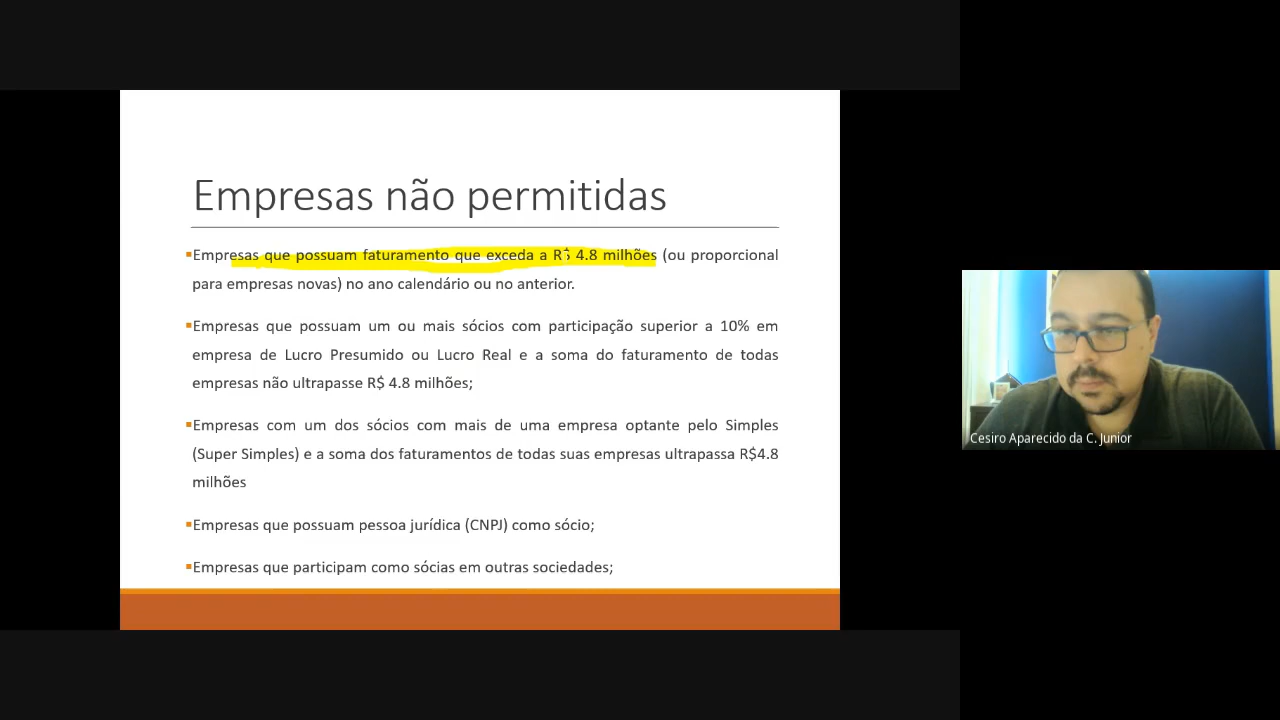 Empresas não permitidas
Empresas que possuam faturamento que exceda a R$ 4.8 milhões (ou proporcional
para empresas novas) no ano calendário ou no anterior.
Empresas que possuam um ou mais sócios com participação superior a 10% em
empresa de Lucro Presumido ou Lucro Real e a soma do faturamento de todas
empresas não ultrapasse R$ 4.8 milhões;
Empresas com um dos sócios com mais de uma empresa optante pelo Simples
(Super Simples) e a soma dos faturamentos de todas suas empresas ultrapassa R$4.8
milhões
Empresas que possuam pessoa jurídica (CNPJ) como sócio;
Empresas que participam como sócias em outras sociedades;
Cesiro Aparecido da C. Junior